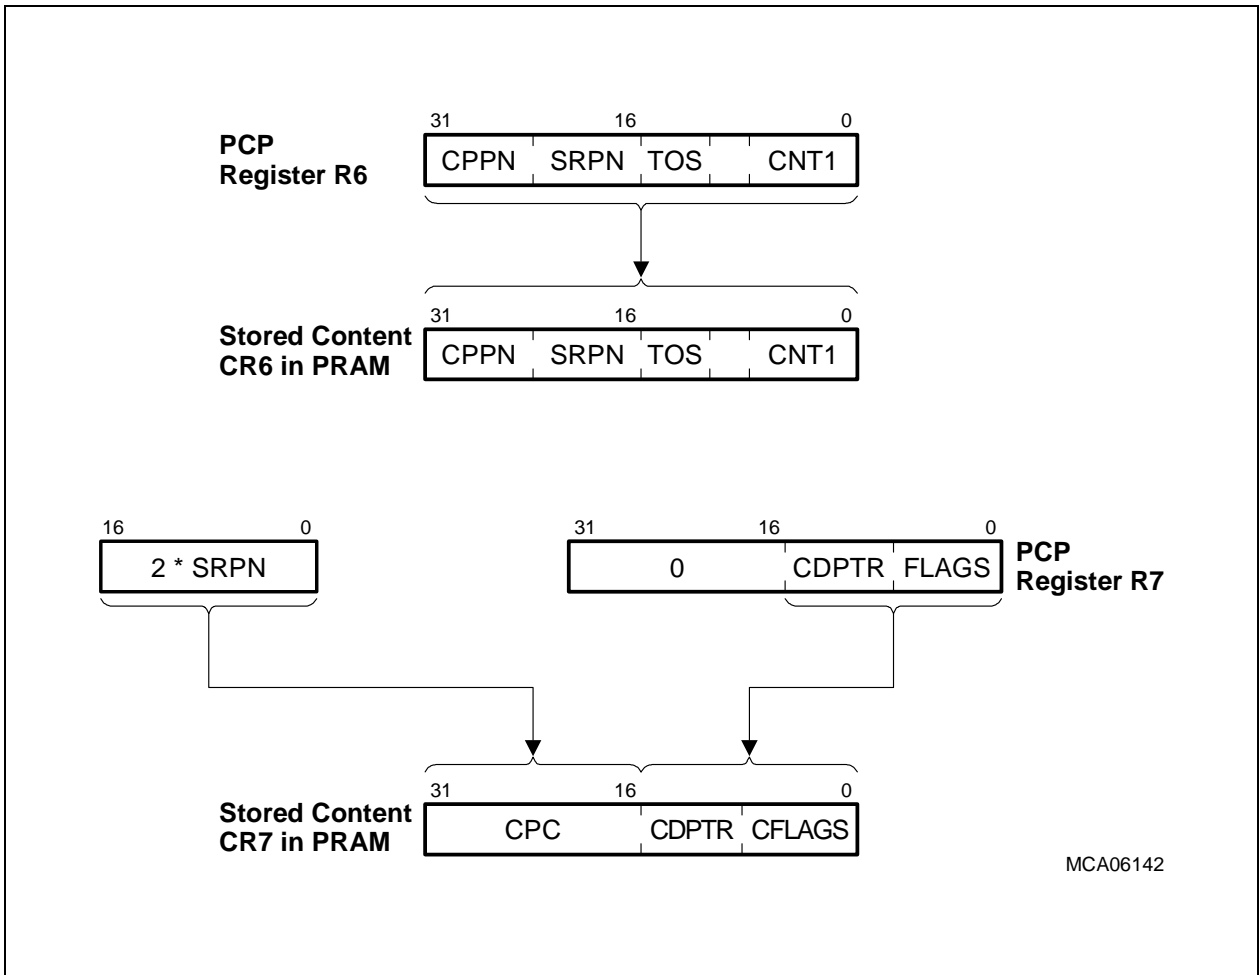 31 16 0
PCP
Register R6
CPPN SRPN TOS CNT1
31 16 0
Stored Content
CR6 in PRAM
CPPN SRPN TOS CNT1
16 0
2 * SRPN
31 16 0
0 CDPTR FLAGS
PCP
Register R7
31 16 0
Stored Content
CR7 in PRAM
CPC CDPTR CFLAGS
MCA06142